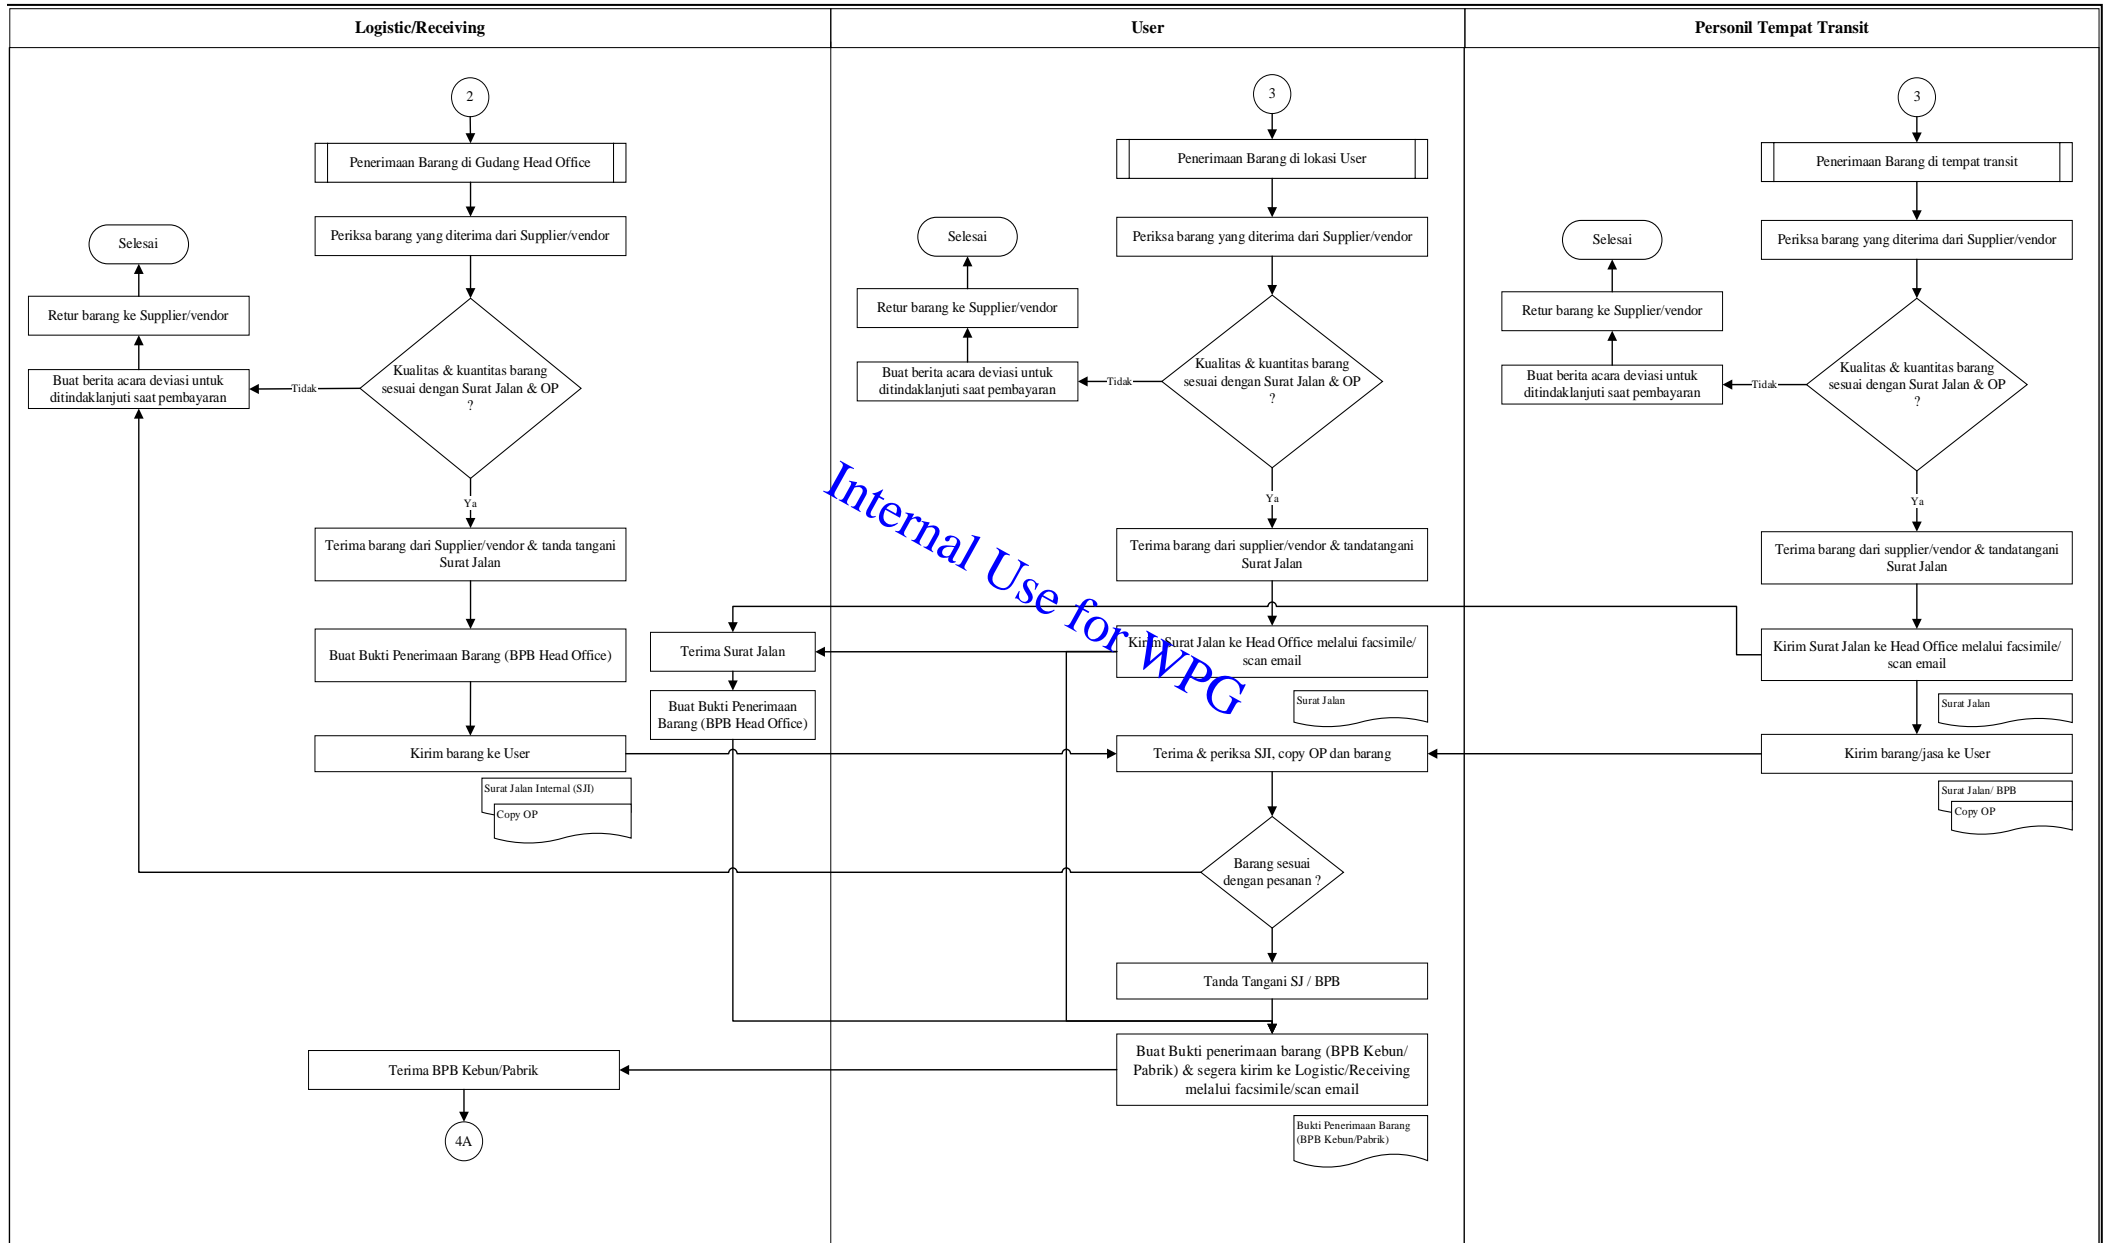 Logistic/Receiving
User
Personil Tempat Transit
2
Penerimaan Barang di Gudang Head Office
Periksa barang yang diterima dari Supplier/vendor
Selesai
Retur barang ke Supplier/vendor
Buat berita acara deviasi untuk
ditindaklanjuti saat pembayaran
Tidak
Kualitas & kuantitas barang
sesuai dengan Surat Jalan & OP
?
Ya
Terima barang dari Supplier/vendor & tanda tangani
Surat Jalan
Buat Bukti Penerimaan Barang (BPB Head Office)
Kirim barang ke User
Surat Jalan Internal (SJI)
Copy OP
Terima Surat Jalan
Buat Bukti Penerimaan
Barang (BPB Head Office)
Terima BPB Kebun/Pabrik
4A
3
Penerimaan Barang di lokasi User
Periksa barang yang diterima dari Supplier/vendor
Selesai
Retur barang ke Supplier/vendor
Buat berita acara deviasi untuk
ditindaklanjuti saat pembayaran
Tidak
Kualitas & kuantitas barang
sesuai dengan Surat Jalan & OP
?
Ya
Terima barang dari supplier/vendor & tandatangani
Surat Jalan
Kirim Surat Jalan ke Head Office melalui facsimile/
scan email
Surat Jalan
Terima & periksa SJI, copy OP dan barang
Barang sesuai
dengan pesanan ?
Tanda Tangani SJ / BPB
Buat Bukti penerimaan barang (BPB Kebun/
Pabrik) & segera kirim ke Logistic/Receiving
melalui facsimile/scan email
Bukti Penerimaan Barang
(BPB Kebun/Pabrik)
3
Penerimaan Barang di tempat transit
Periksa barang yang diterima dari Supplier/vendor
Selesai
Retur barang ke Supplier/vendor
Buat berita acara deviasi untuk
ditindaklanjuti saat pembayaran
Tidak
Kualitas & kuantitas barang
sesuai dengan Surat Jalan & OP
?
Ya
Terima barang dari supplier/vendor & tandatangani
Surat Jalan
Kirim Surat Jalan ke Head Office melalui facsimile/
scan email
Surat Jalan
Kirim barang/jasa ke User
Surat Jalan/ BPB
Copy OP
Internal Use for WPG